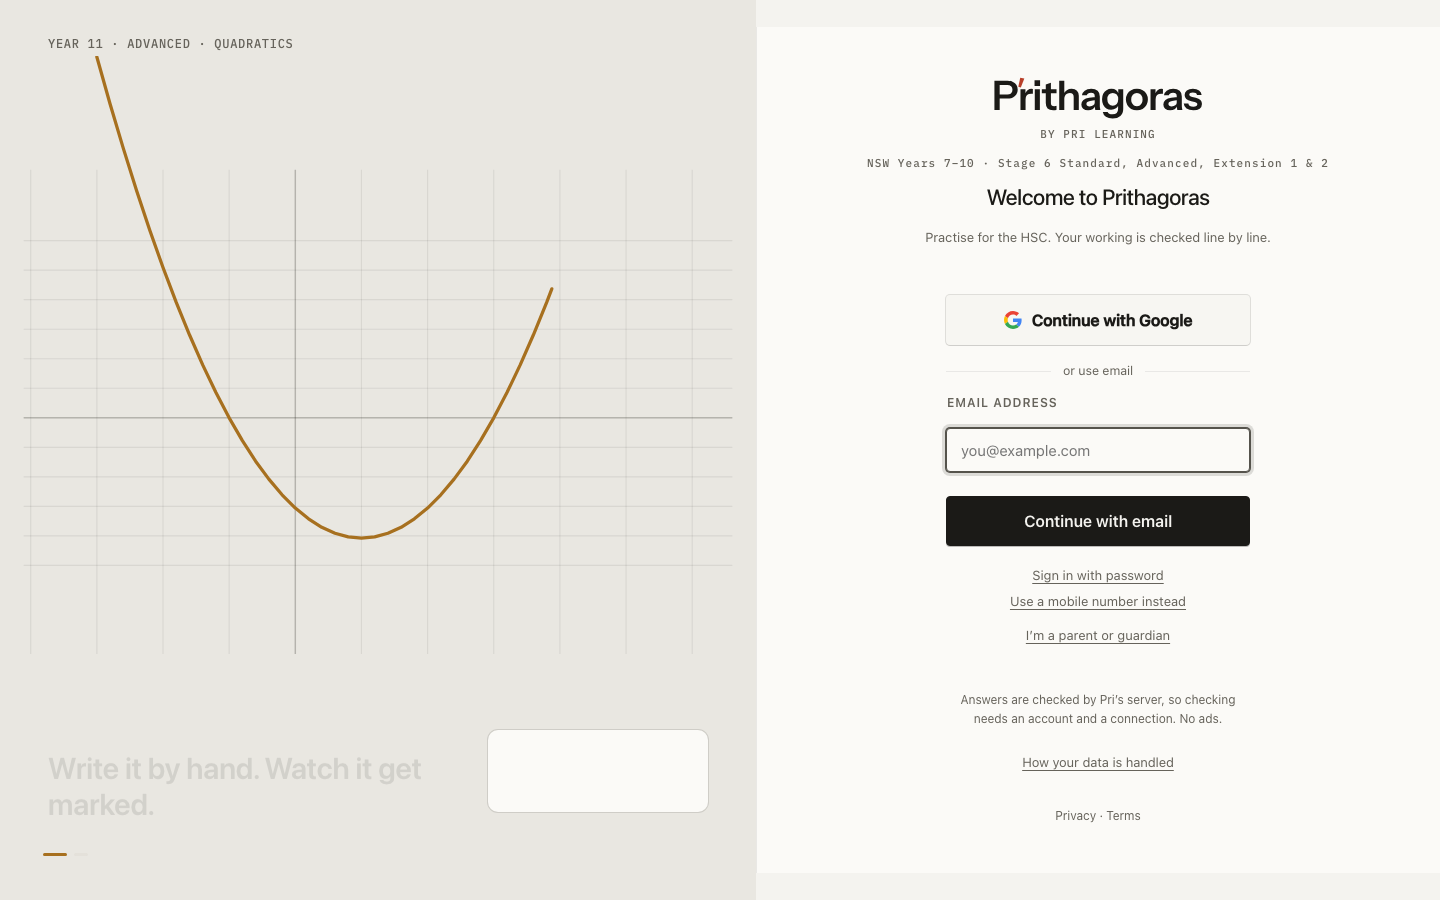 YEAR 11 · ADVANCED · QUADRATICS
Write it by hand. Watch it get
marked.
Prithagoras
BY PRI LEARNING
NSW Years 7–10 · Stage 6 Standard, Advanced, Extension 1 & 2
Welcome to Prithagoras
Practise for the HSC. Your working is checked line by line.
Continue with Google
or use email
EMAIL ADDRESS
you@example.com
Continue with email
Sign in with password
Use a mobile number instead
I’m a parent or guardian
Answers are checked by Pri’s server, so checking
needs an account and a connection. No ads.
How your data is handled
Privacy · Terms